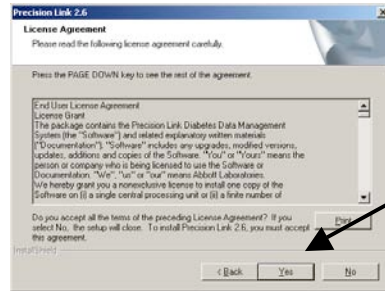 Precision Link 2.6
License Agreement
Please read the following license agreement carefully.
Press the PAGE DOWN key to see the rest of the agreement.
End User License Agreement
License Grant
The package contains the Precision Link Diabetes Data Management
System (the "Software") and related explanatory written materials
("Documentation"). "Software" includes any upgrades, modified versions,
updates, additions and copies of the Software. "You" or "Yours" means the
person or company who is being licensed to use the Software or
Documentation. "We", "us" or "our" means Abbott Laboratories.
We hereby grant you a nonexclusive license to install one copy of the
Software on (i) a single central processing unit or (ii) a finite number of
Do you accept all the terms of the preceding License Agreement? If you
select No, the setup will close. To install Precision Link 2.6, you must accept
this agreement.
Print
InstallShield
< Back
Yes
No